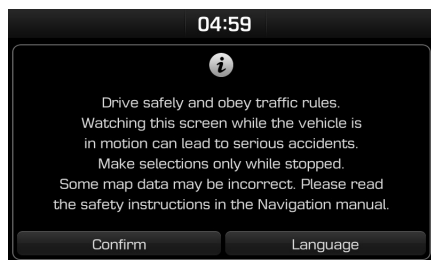 04:59
i
Drive safely and obey traffic rules.
Watching this screen while the vehicle is
in motion can lead to serious accidents.
Make selections only while stopped.
Some map data may be incorrect. Please read
the safety instructions in the Navigation manual.
Confirm Language